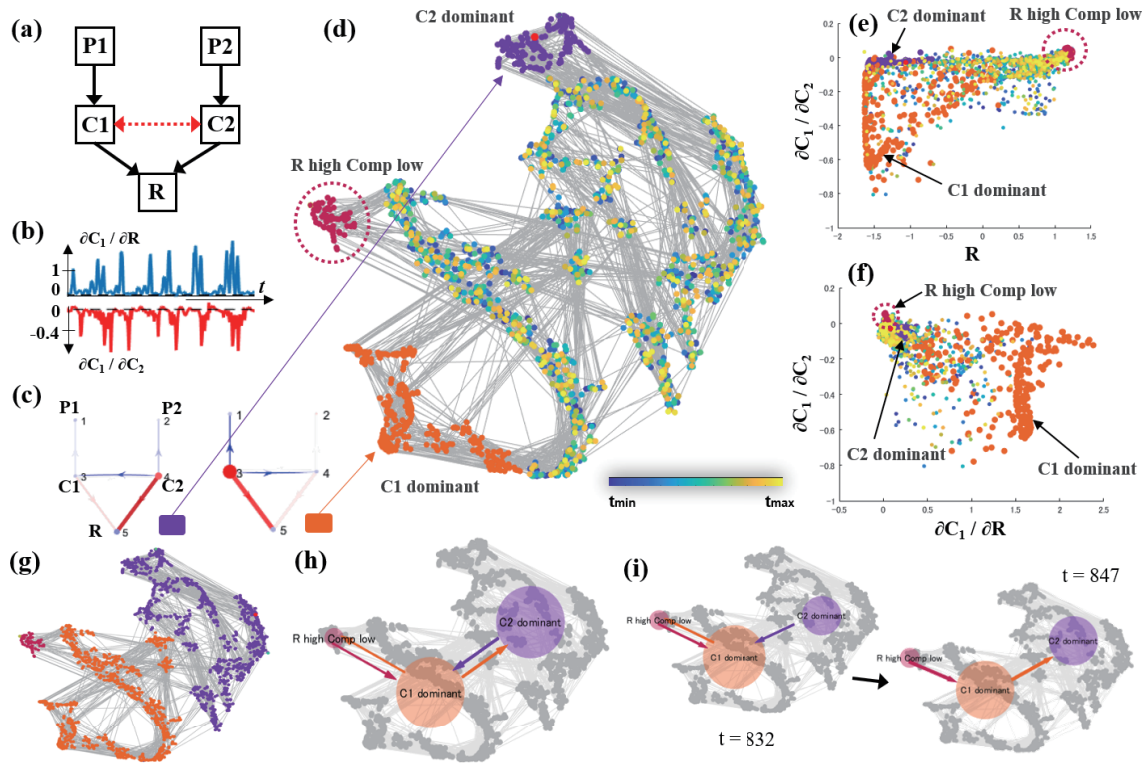 (a)
P1
P2
C1
C2
R
(b)
∂C₁ / ∂R
1
0
t
0
-0.4
∂C₁ / ∂C₂
(c)
P1
P2
1
2
3
4
C1
C2
R
5
1
2
3
4
5
(d)
C2 dominant
R high Comp low
C1 dominant
tmin
tmax
(e)
C2 dominant
R high Comp low
0.2
0
-0.2
-0.4
-0.6
-0.8
-1
∂C₁ / ∂C₂
C1 dominant
-2
-1.5
-1
-0.5
0
0.5
1
1.5
R
(f)
R high Comp low
0.2
0
-0.2
-0.4
-0.6
-0.8
-1
∂C₁ / ∂C₂
C2 dominant
C1 dominant
-0.5
0
0.5
1
1.5
2
2.5
∂C₁ / ∂R
(g)
(h)
C2 dominant
R high Comp low
C1 dominant
(i)
R high Comp low
C2 dominant
C1 dominant
t = 832
t = 847
C2 dominant
R high Comp low
C1 dominant